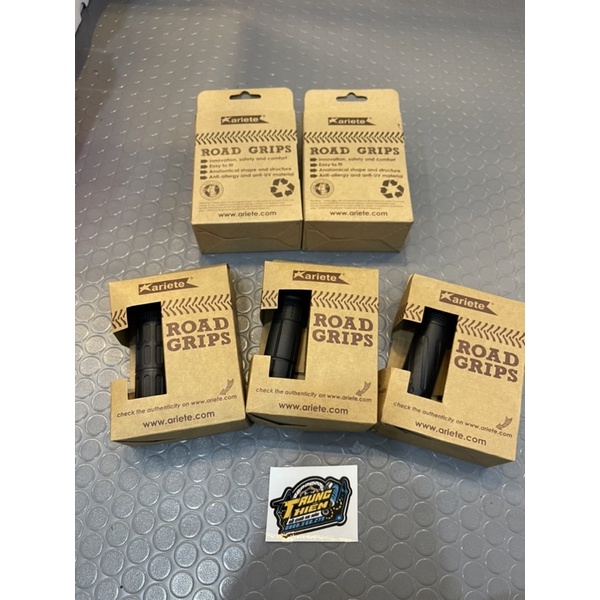 ariete
ROAD GRIPS
Innovation, safety and comfort
Easy to fit
Anatomical shape and structure
Anti-allergy and anti-UV material
www.ariete.com
ariete
ROAD GRIPS
Innovation, safety and comfort
Easy to fit
Anatomical shape and structure
Anti-allergy and anti-UV material
www.ariete.com
ariete
ROAD
GRIPS
check the authenticity on www.ariete.com
www.ariete.com
ariete
ROAD
GRIPS
check the authenticity on www.ariete.com
www.ariete.com
ariete
ROAD
GRIPS
check the authenticity on www.ariete.com
www.ariete.com
TRUNG
THIEN